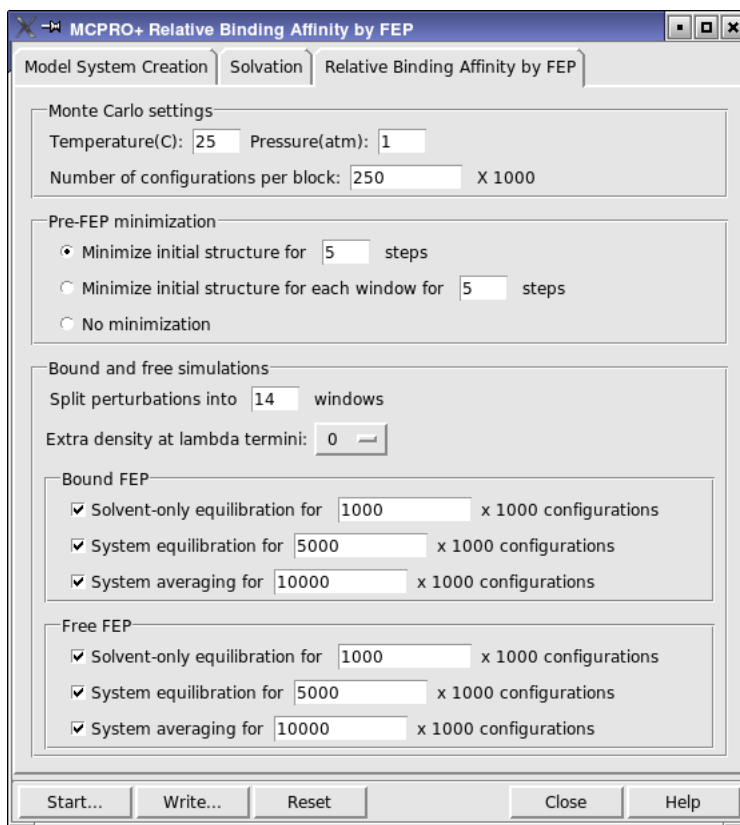 MCPRO+ Relative Binding Affinity by FEP
Model System Creation Solvation Relative Binding Affinity by FEP
Monte Carlo settings
Temperature(C): 25 Pressure(atm): 1
Number of configurations per block: 250 X 1000
Pre-FEP minimization
Minimize initial structure for 5 steps
Minimize initial structure for each window for 5 steps
No minimization
Bound and free simulations
Split perturbations into 14 windows
Extra density at lambda termini: 0
Bound FEP
Solvent-only equilibration for 1000 x 1000 configurations
System equilibration for 5000 x 1000 configurations
System averaging for 10000 x 1000 configurations
Free FEP
Solvent-only equilibration for 1000 x 1000 configurations
System equilibration for 5000 x 1000 configurations
System averaging for 10000 x 1000 configurations
Start... Write... Reset Close Help